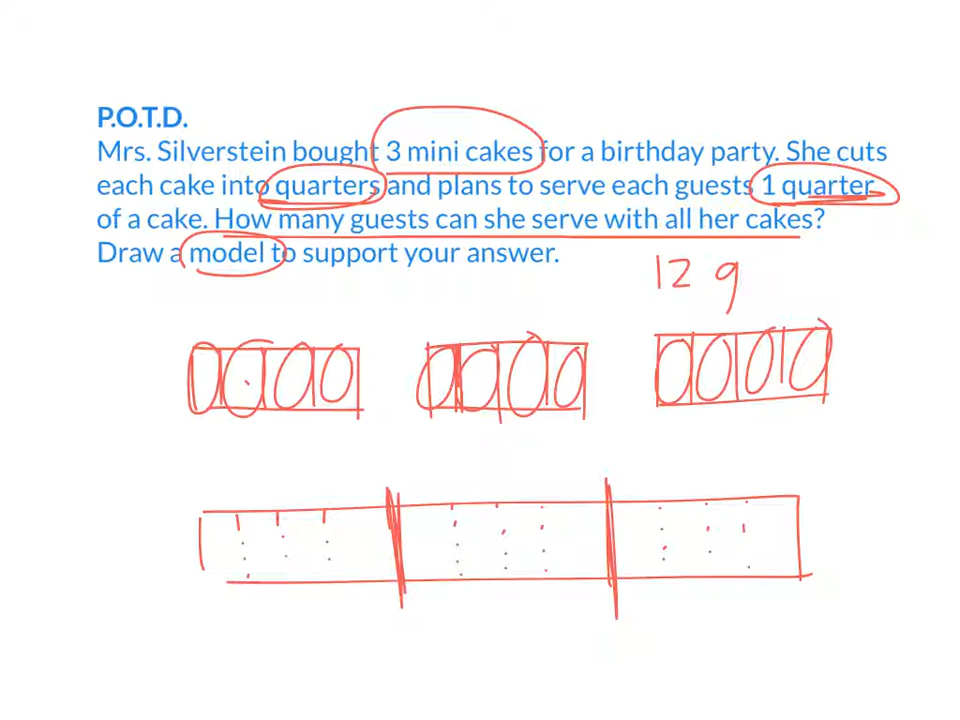 P.O.T.D.
Mrs. Silverstein bought 3 mini cakes for a birthday party. She cuts
each cake into quarters and plans to serve each guests 1 quarter
of a cake. How many guests can she serve with all her cakes?
Draw a model to support your answer.
12 g